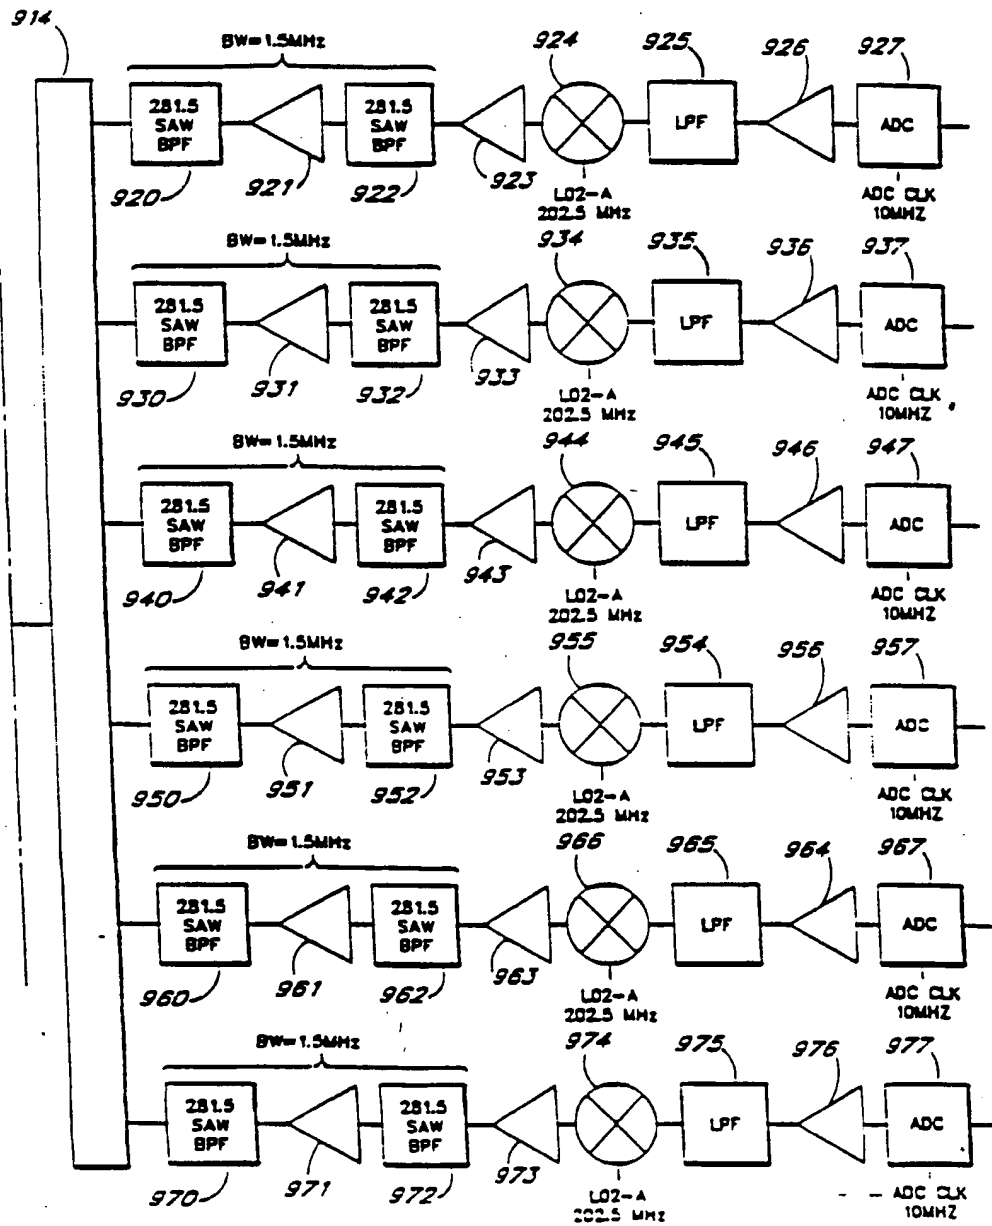 914
BW=1.5MHz
924 925 926 927
281.5 SAW BPF
281.5 SAW BPF
LPF
ADC
920 921 922 923
LO2-A
202.5 MHz
ADC CLK
10MHZ
BW=1.5MHz
934 935 936 937
281.5 SAW BPF
281.5 SAW BPF
LPF
ADC
930 931 932 933
LO2-A
202.5 MHz
ADC CLK
10MHZ
BW=1.5MHz
944 945 946 947
281.5 SAW BPF
281.5 SAW BPF
LPF
ADC
940 941 942 943
LO2-A
202.5 MHz
ADC CLK
10MHZ
BW=1.5MHz
955 954 956 957
281.5 SAW BPF
281.5 SAW BPF
LPF
ADC
950 951 952 953
LO2-A
202.5 MHz
ADC CLK
10MHZ
BW=1.5MHz
966 965 964 967
281.5 SAW BPF
281.5 SAW BPF
LPF
ADC
960 961 962 963
LO2-A
202.5 MHz
ADC CLK
10MHZ
BW=1.5MHz
974 975 976 977
281.5 SAW BPF
281.5 SAW BPF
LPF
ADC
970 971 972 973
LO2-A
202.5 MHz
ADC CLK
10MHZ